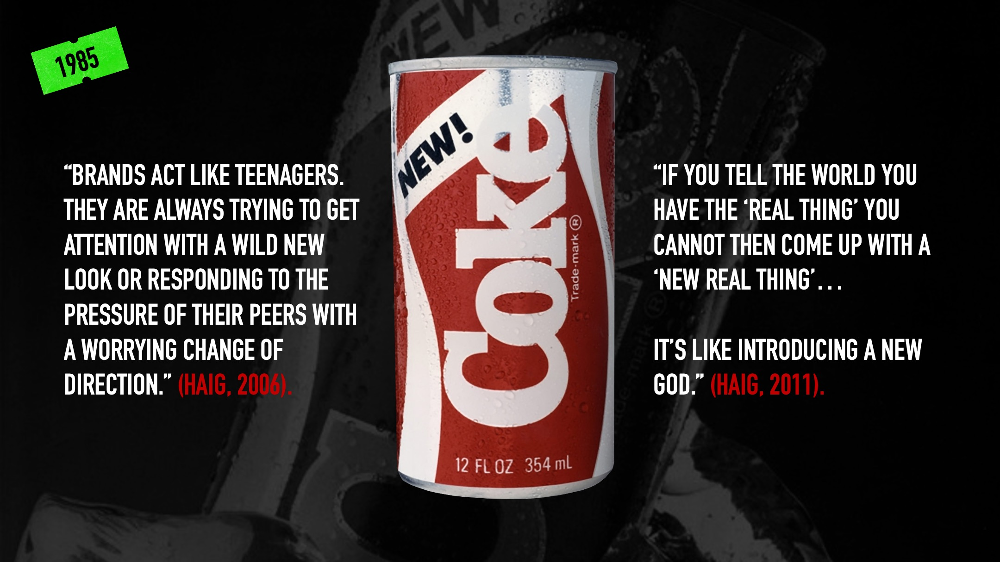 1985
“BRANDS ACT LIKE TEENAGERS.
THEY ARE ALWAYS TRYING TO GET
ATTENTION WITH A WILD NEW
LOOK OR RESPONDING TO THE
PRESSURE OF THEIR PEERS WITH
A WORRYING CHANGE OF
DIRECTION.” (HAIG, 2006).
NEW
NEW!
Coke
Trade-mark ®
12 FL OZ 354 mL
“IF YOU TELL THE WORLD YOU
HAVE THE ‘REAL THING’ YOU
CANNOT THEN COME UP WITH A
‘NEW REAL THING’...
IT’S LIKE INTRODUCING A NEW
GOD.” (HAIG, 2011).